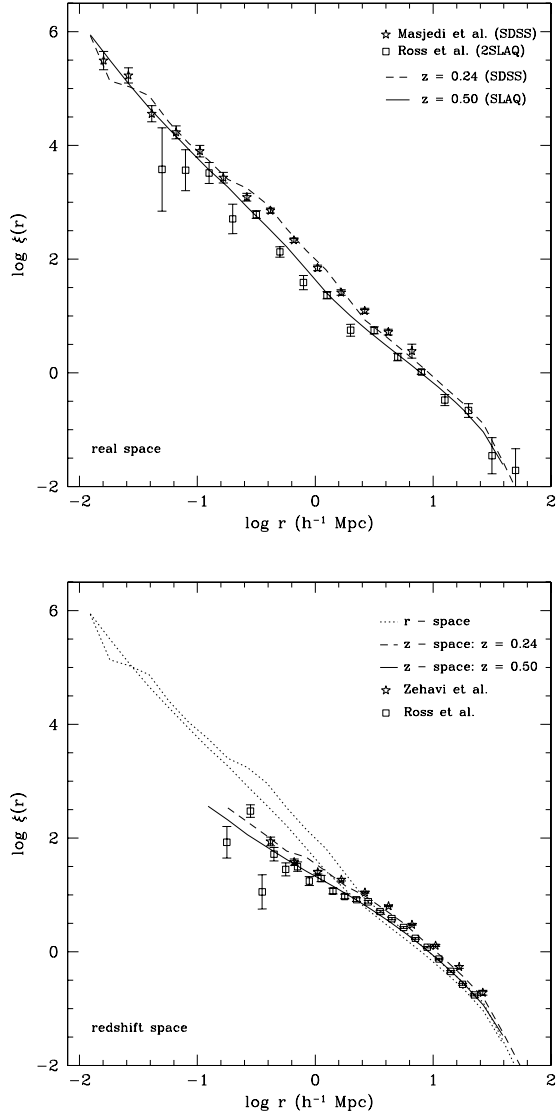 6
4
2
0
−2
log ξ(r)
Masjedi et al. (SDSS)
Ross et al. (2SLAQ)
z = 0.24 (SDSS)
z = 0.50 (SLAQ)
real space
−2 −1 0 1 2
log r (h⁻¹ Mpc)
6
4
2
0
−2
log ξ(r)
r − space
z − space: z = 0.24
z − space: z = 0.50
Zehavi et al.
Ross et al.
redshift space
−2 −1 0 1 2
log r (h⁻¹ Mpc)